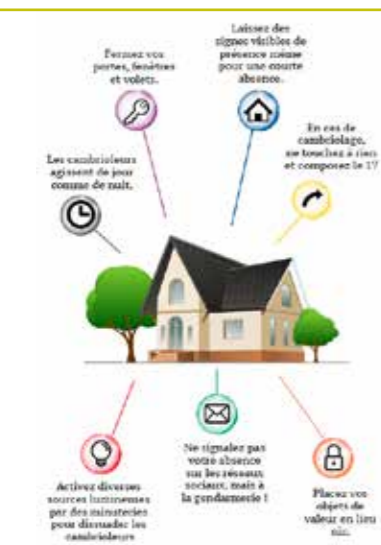 Laissez des
signes visibles de
présence même
pour une courte
absence.
Fermez vos
portes, fenêtres
et volets.
En cas de
cambriolage,
ne touchez à rien
et composez le 17
Les cambrioleurs
agissent de jour
comme de nuit.
Activez diverses
sources lumineuses
par des minuteries
pour dissuader les
cambrioleurs
Ne signalez pas
votre absence
sur les réseaux
sociaux, mais à
la gendarmerie !
Placez vos
objets de
valeur en lieu
sûr.